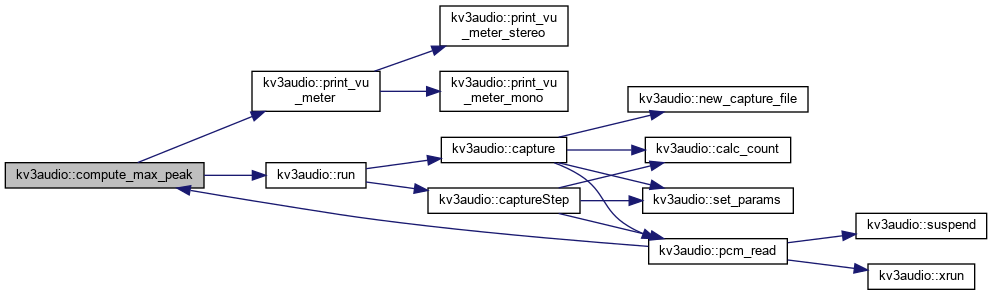 kv3audio::print_vu
_meter_stereo
kv3audio::print_vu
_meter
kv3audio::print_vu
_meter_mono
kv3audio::new_capture_file
kv3audio::capture
kv3audio::calc_count
kv3audio::compute_max_peak
kv3audio::run
kv3audio::captureStep
kv3audio::set_params
kv3audio::suspend
kv3audio::pcm_read
kv3audio::xrun